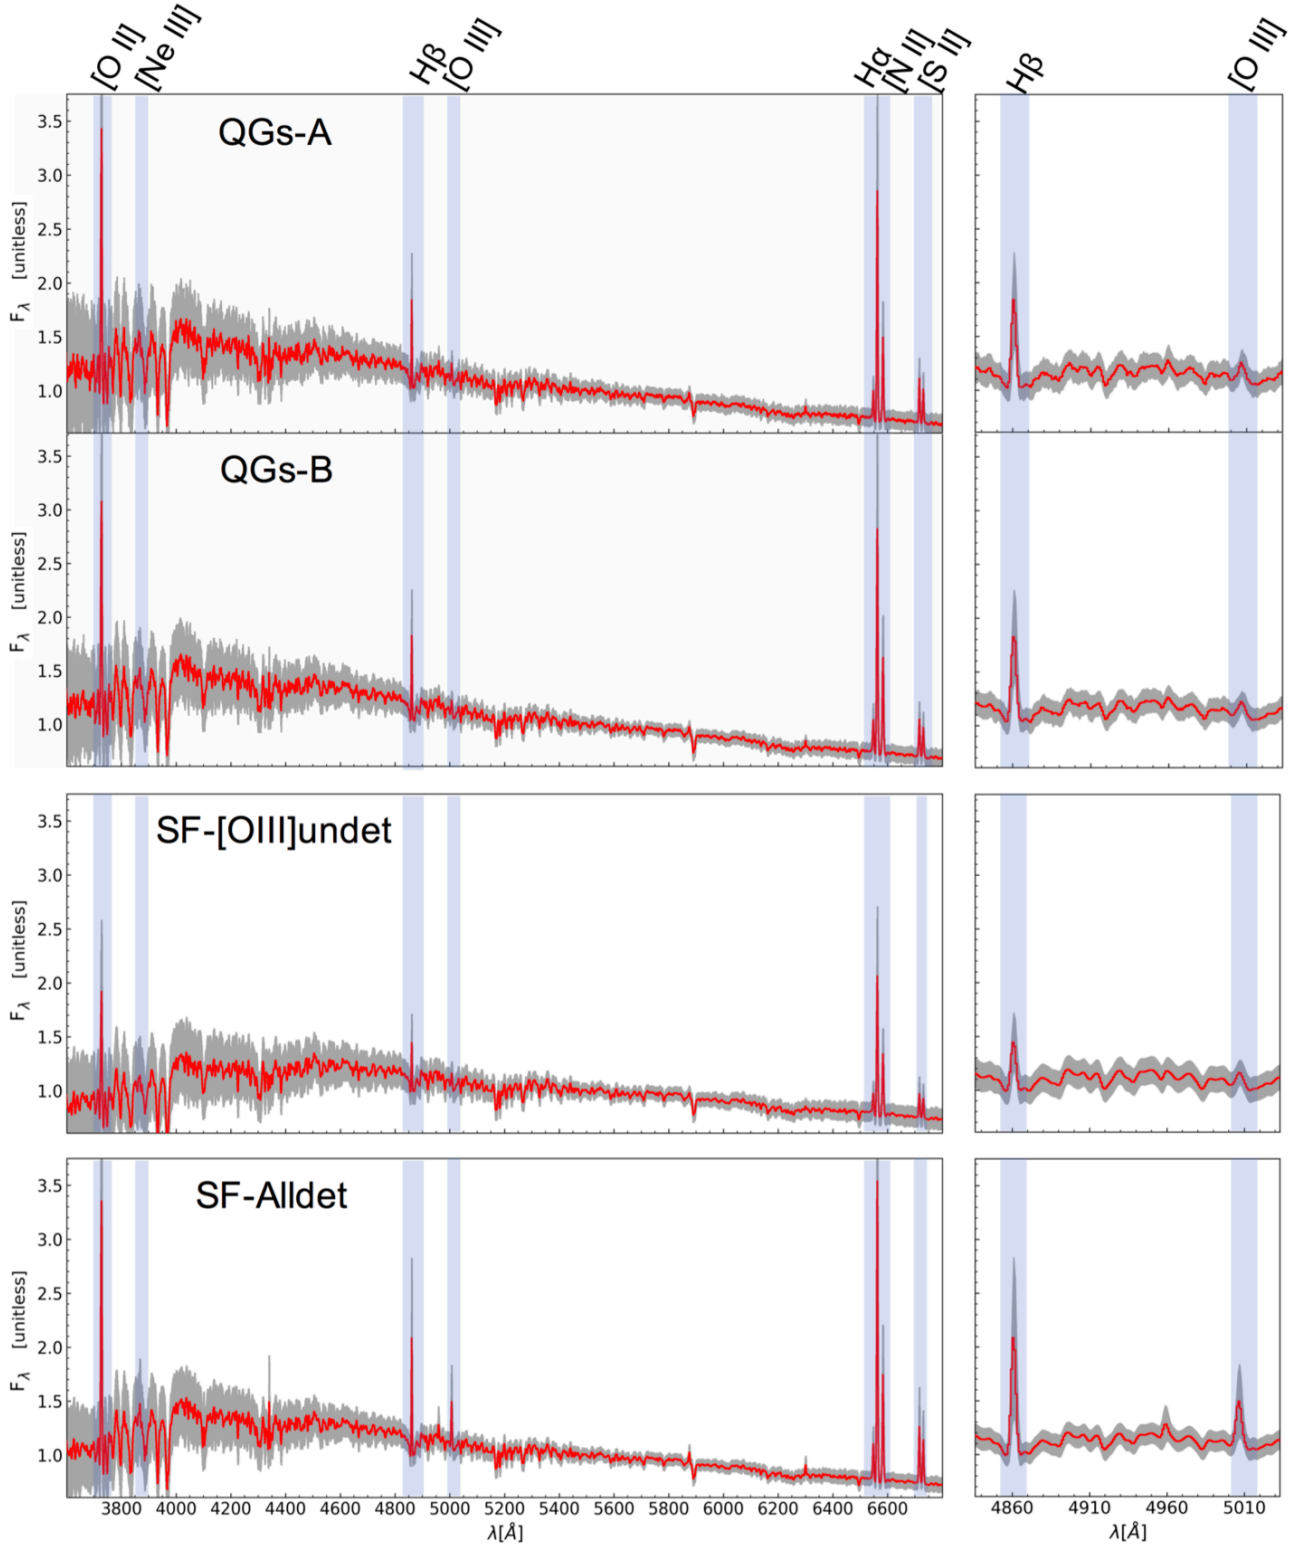 [O II] [Ne III] Hβ [O III] Hα [N II] [S II] Hβ [O III]
QGs-A
3.5
3.0
2.5
2.0
1.5
1.0
Fλ [unitless]
QGs-B
3.5
3.0
2.5
2.0
1.5
1.0
Fλ [unitless]
SF-[OIII]undet
3.5
3.0
2.5
2.0
1.5
1.0
Fλ [unitless]
SF-Alldet
3.5
3.0
2.5
2.0
1.5
1.0
Fλ [unitless]
3800 4000 4200 4400 4600 4800 5000 5200 5400 5600 5800 6000 6200 6400 6600
λ[Å]
4860 4910 4960 5010
λ[Å]